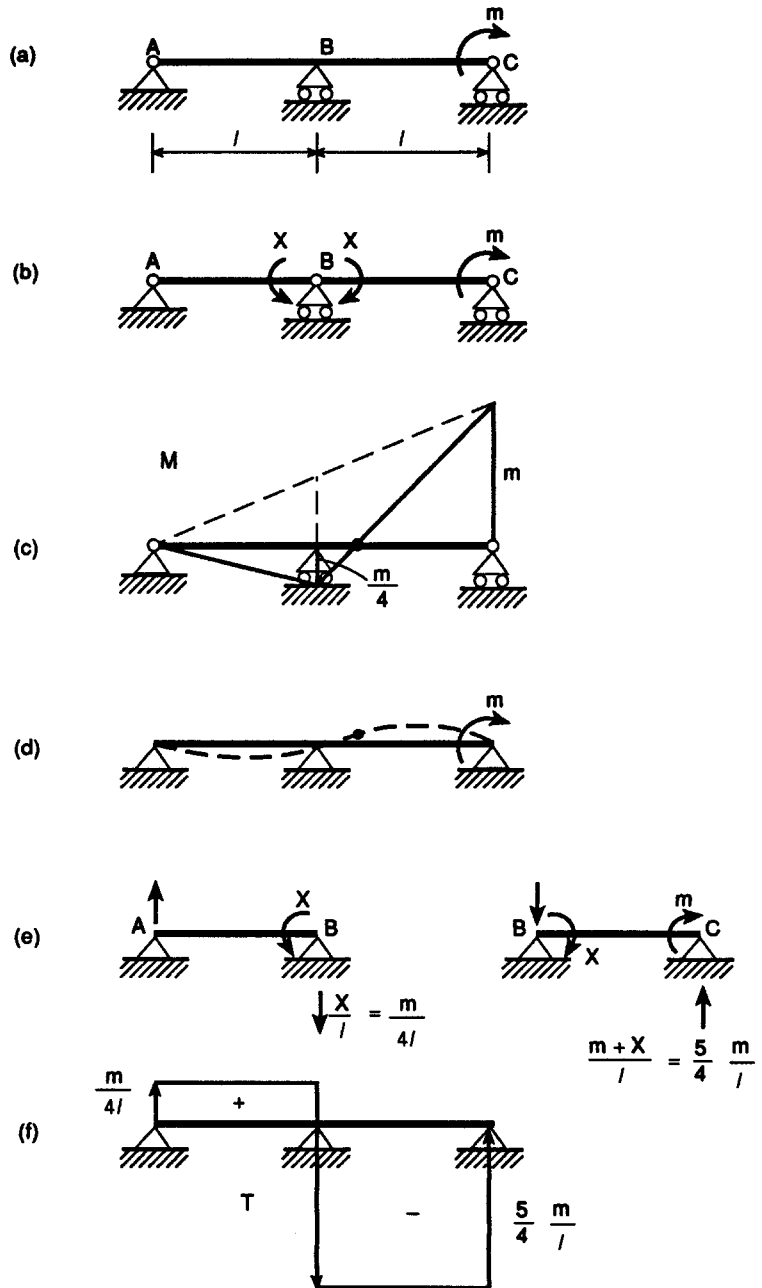 (a) A B m C
l l
(b) A X B X m C
(c) M m
m/4
(d) m
(e) A X B B X m C
X/l = m/4l
m + X/l = 5/4 m/l
(f) m/4l +
T – 5/4 m/l